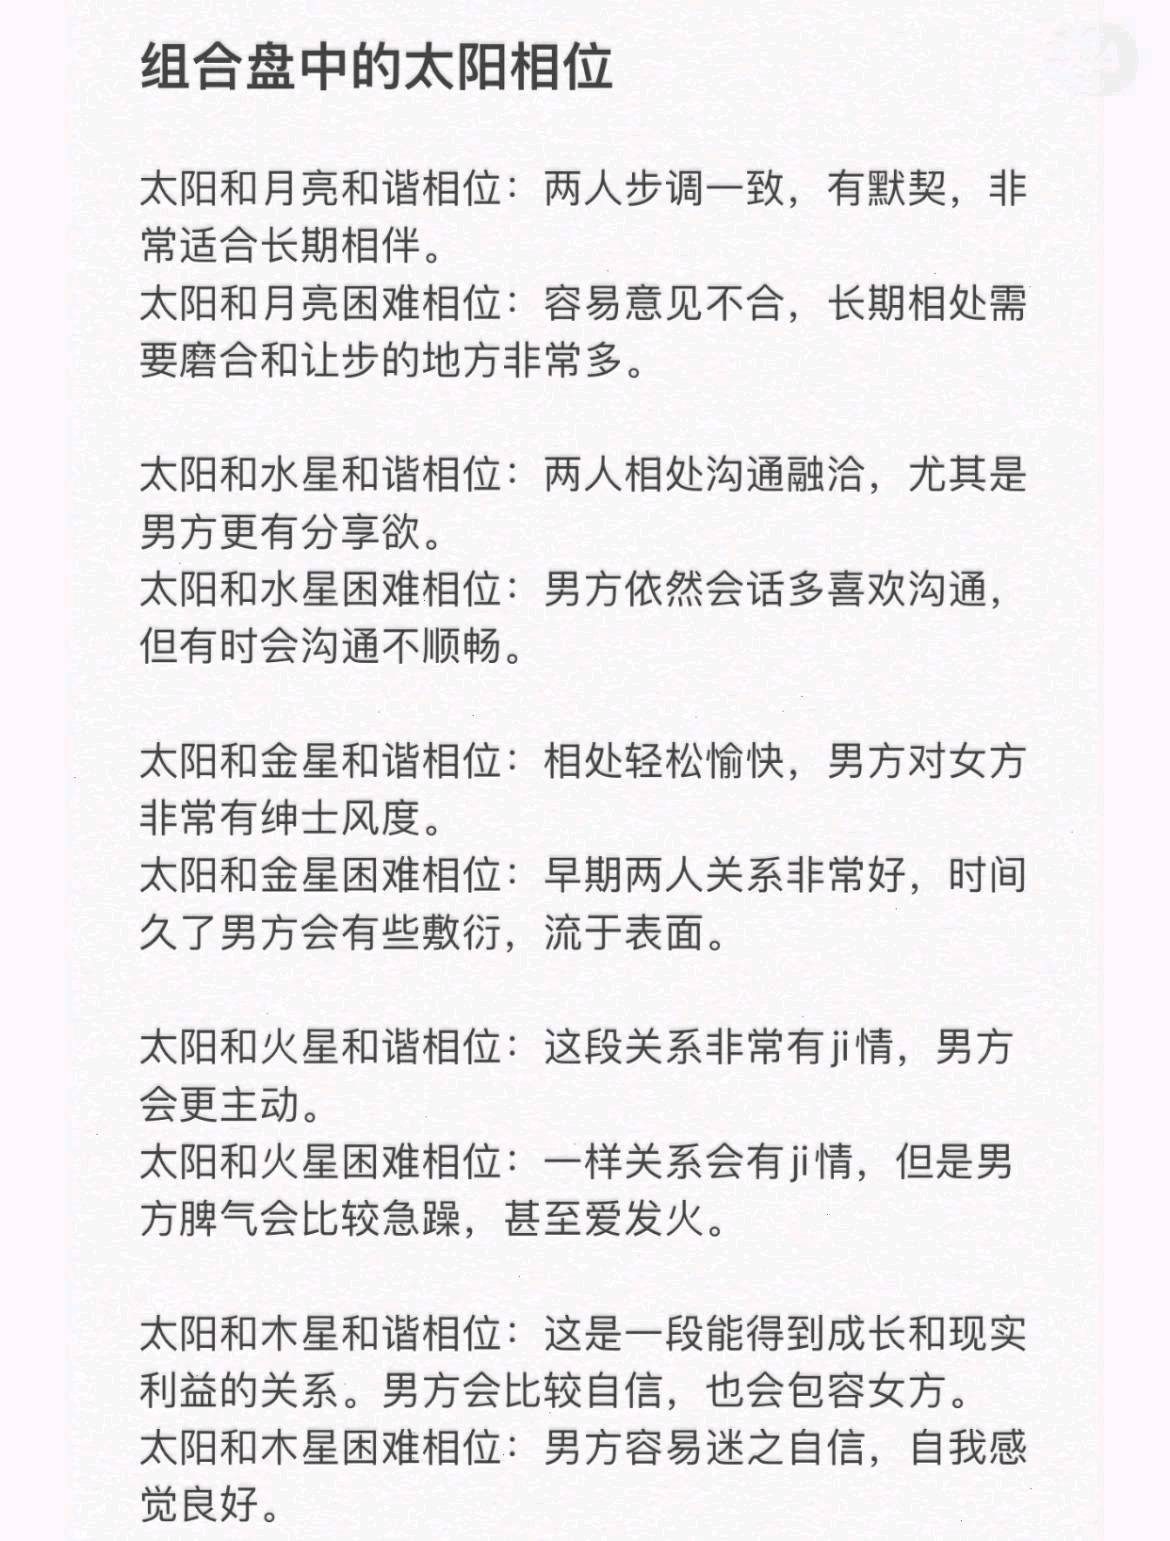 组合盘中的太阳相位
太阳和月亮和谐相位：两人步调一致，有默契，非
常适合长期相伴。
太阳和月亮困难相位：容易意见不合，长期相处需
要磨合和让步的地方非常多。
太阳和水星和谐相位：两人相处沟通融洽，尤其是
男方更有分享欲。
太阳和水星困难相位：男方依然会话多喜欢沟通，
但有时会沟通不顺畅。
太阳和金星和谐相位：相处轻松愉快，男方对女方
非常有绅士风度。
太阳和金星困难相位：早期两人关系非常好，时间
久了男方会有些敷衍，流于表面。
太阳和火星和谐相位：这段关系非常有ji情，男方
会更主动。
太阳和火星困难相位：一样关系会有ji情，但是男
方脾气会比较急躁，甚至爱发火。
太阳和木星和谐相位：这是一段能得到成长和现实
利益的关系。男方会比较自信，也会包容女方。
太阳和木星困难相位：男方容易迷之自信，自我感
觉良好。